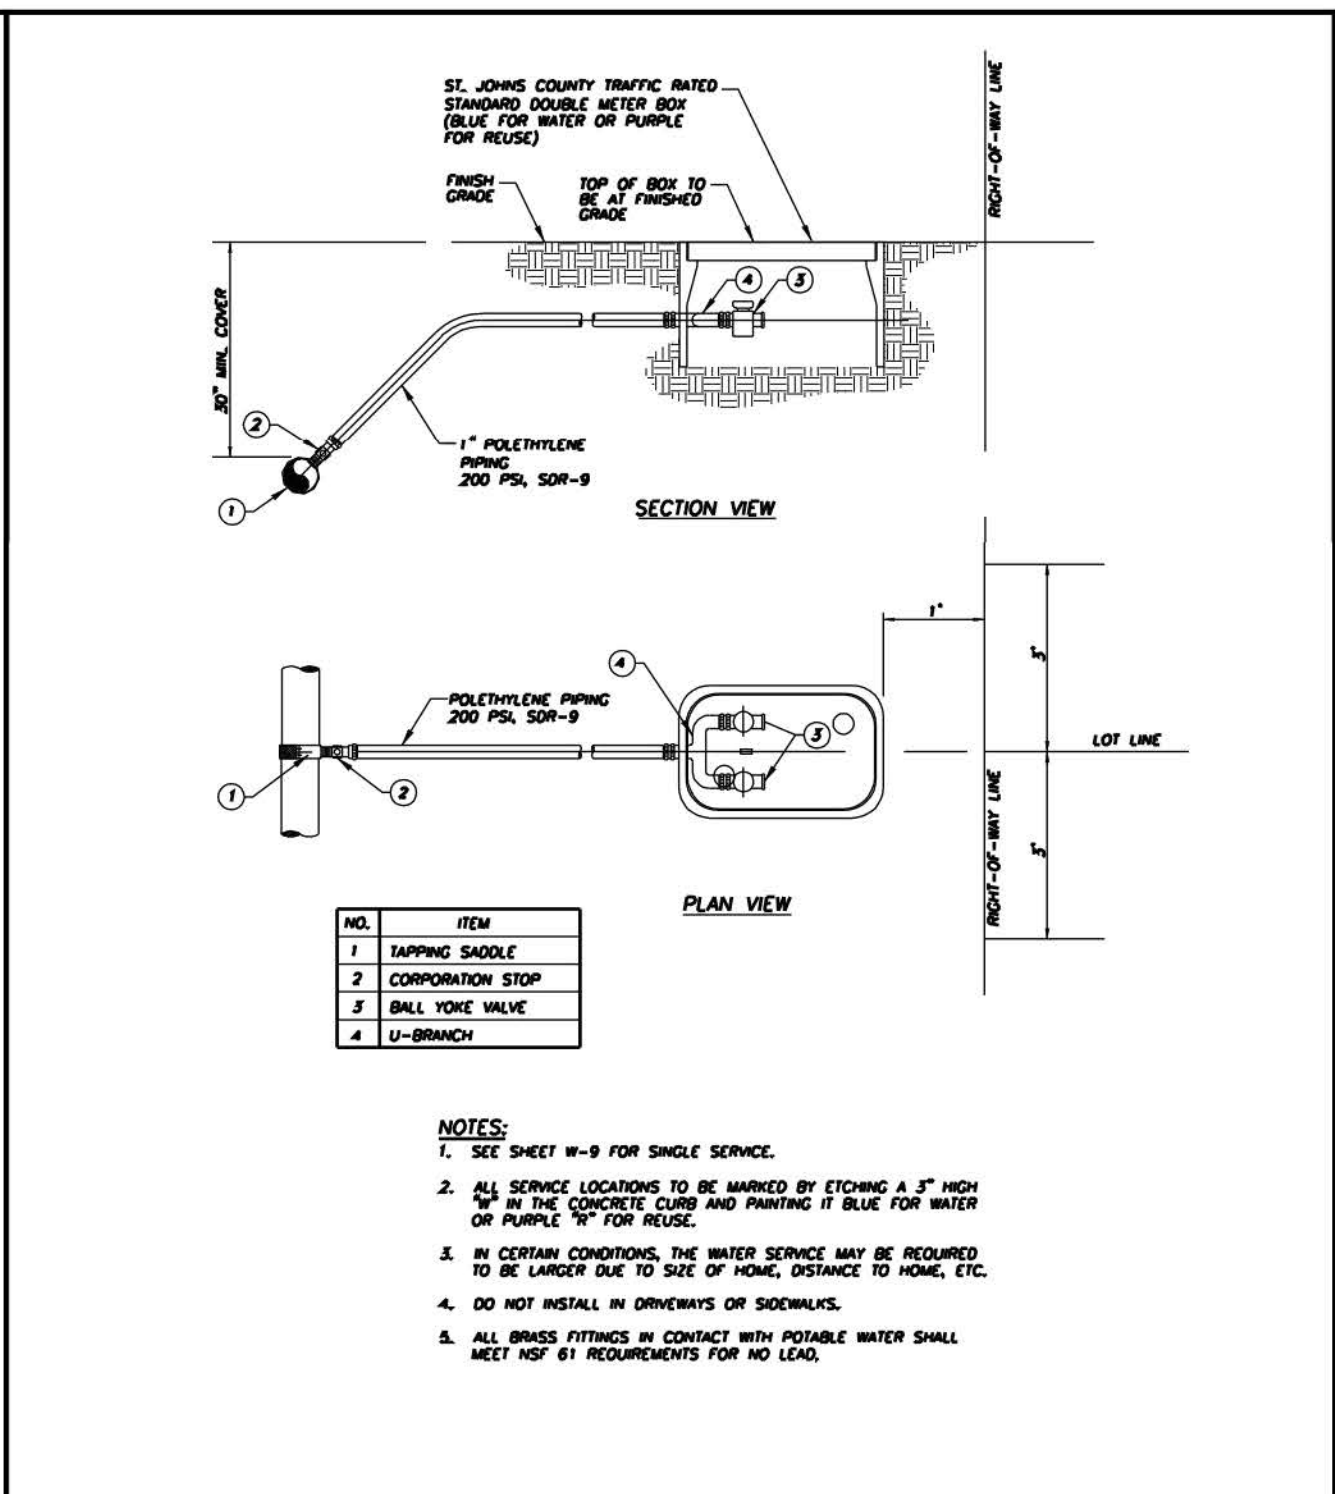 ST. JOHNS COUNTY TRAFFIC RATED
STANDARD DOUBLE METER BOX
(BLUE FOR WATER OR PURPLE
FOR REUSE)
RIGHT-OF-WAY LINE
FINISH
GRADE
TOP OF BOX TO
BE AT FINISHED
GRADE
4
3
30" MIN. COVER
2
1" POLETHYLENE
PIPING
200 PSI, SDR-9
1
SECTION VIEW
1'
3'
4
POLETHYLENE PIPING
200 PSI, SDR-9
3
LOT LINE
1
2
RIGHT-OF-WAY LINE
3'
PLAN VIEW
NO. ITEM
1 TAPPING SADDLE
2 CORPORATION STOP
3 BALL YOKE VALVE
4 U-BRANCH
NOTES:
1. SEE SHEET W-9 FOR SINGLE SERVICE.
2. ALL SERVICE LOCATIONS TO BE MARKED BY ETCHING A 3" HIGH
"W" IN THE CONCRETE CURB AND PAINTING IT BLUE FOR WATER
OR PURPLE "R" FOR REUSE.
3. IN CERTAIN CONDITIONS, THE WATER SERVICE MAY BE REQUIRED
TO BE LARGER DUE TO SIZE OF HOME, DISTANCE TO HOME, ETC.
4. DO NOT INSTALL IN DRIVEWAYS OR SIDEWALKS.
5. ALL BRASS FITTINGS IN CONTACT WITH POTABLE WATER SHALL
MEET NSF 61 REQUIREMENTS FOR NO LEAD.